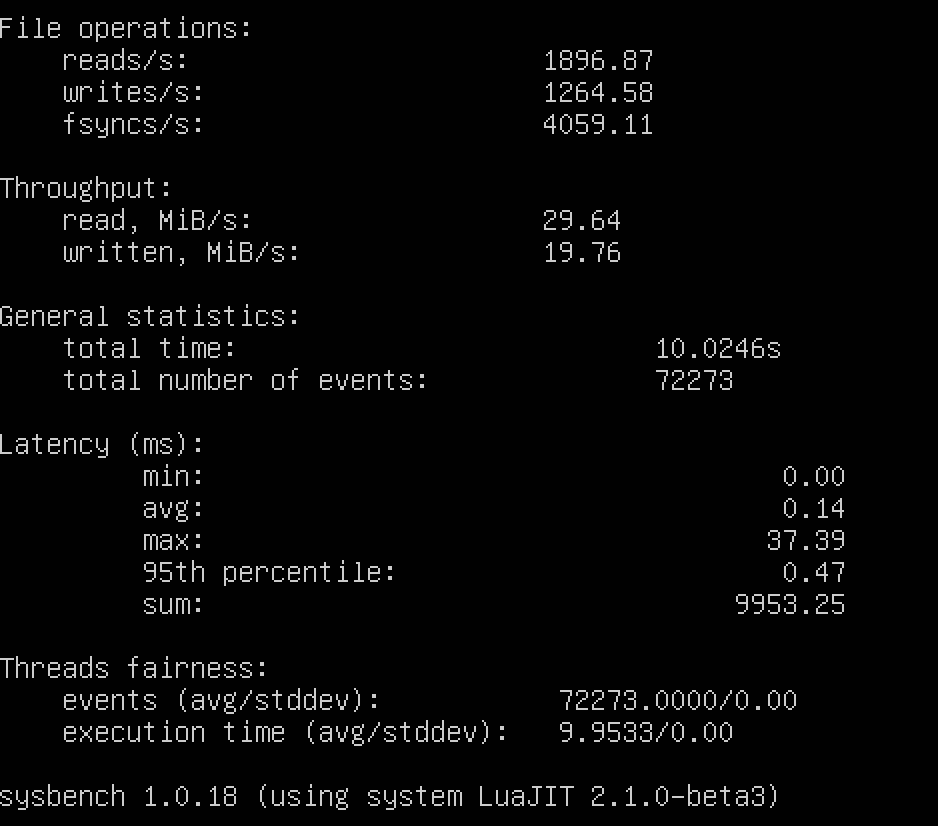 File operations:
reads/s: 1896.87
writes/s: 1264.58
fsyncs/s: 4059.11
Throughput:
read, MiB/s: 29.64
written, MiB/s: 19.76
General statistics:
total time: 10.0246s
total number of events: 72273
Latency (ms):
min: 0.00
avg: 0.14
max: 37.39
95th percentile: 0.47
sum: 9953.25
Threads fairness:
events (avg/stddev): 72273.0000/0.00
execution time (avg/stddev): 9.9533/0.00
sysbench 1.0.18 (using system LuaJIT 2.1.0-beta3)